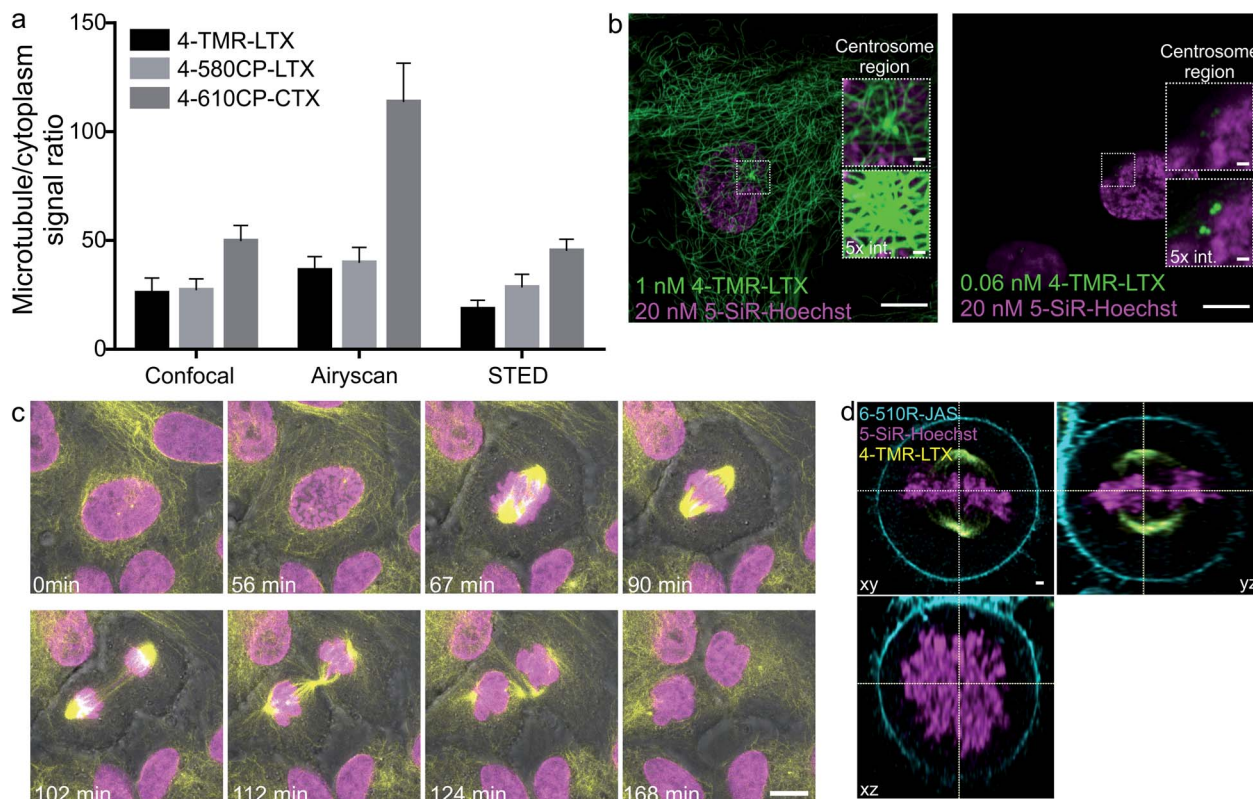 a
150
100
50
0
Microtubule/cytoplasm
signal ratio
4-TMR-LTX
4-580CP-LTX
4-610CP-CTX
Confocal
Airyscan
STED
b
Centrosome
region
5x int.
1 nM 4-TMR-LTX
20 nM 5-SiR-Hoechst
Centrosome
region
5x int.
0.06 nM 4-TMR-LTX
20 nM 5-SiR-Hoechst
c
0min
56 min
67 min
90 min
102 min
112 min
124 min
168 min
d
6-510R-JAS
5-SiR-Hoechst
4-TMR-LTX
xy
yz
xz